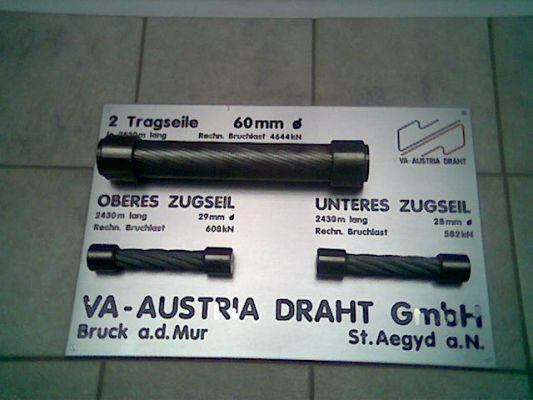 2 Tragseile 60mm ø
lang Rechn. Bruchlast 4644kN
VA-AUSTRIA DRAHT
OBERES ZUGSEIL UNTERES ZUGSEIL
2430m lang 29mm ø 2430m lang 28mm ø
Rechn. Bruchlast 608kN Rechn. Bruchlast 582kN
VA-AUSTRIA DRAHT GmbH
Bruck a.d.Mur St.Aegyd a.N.